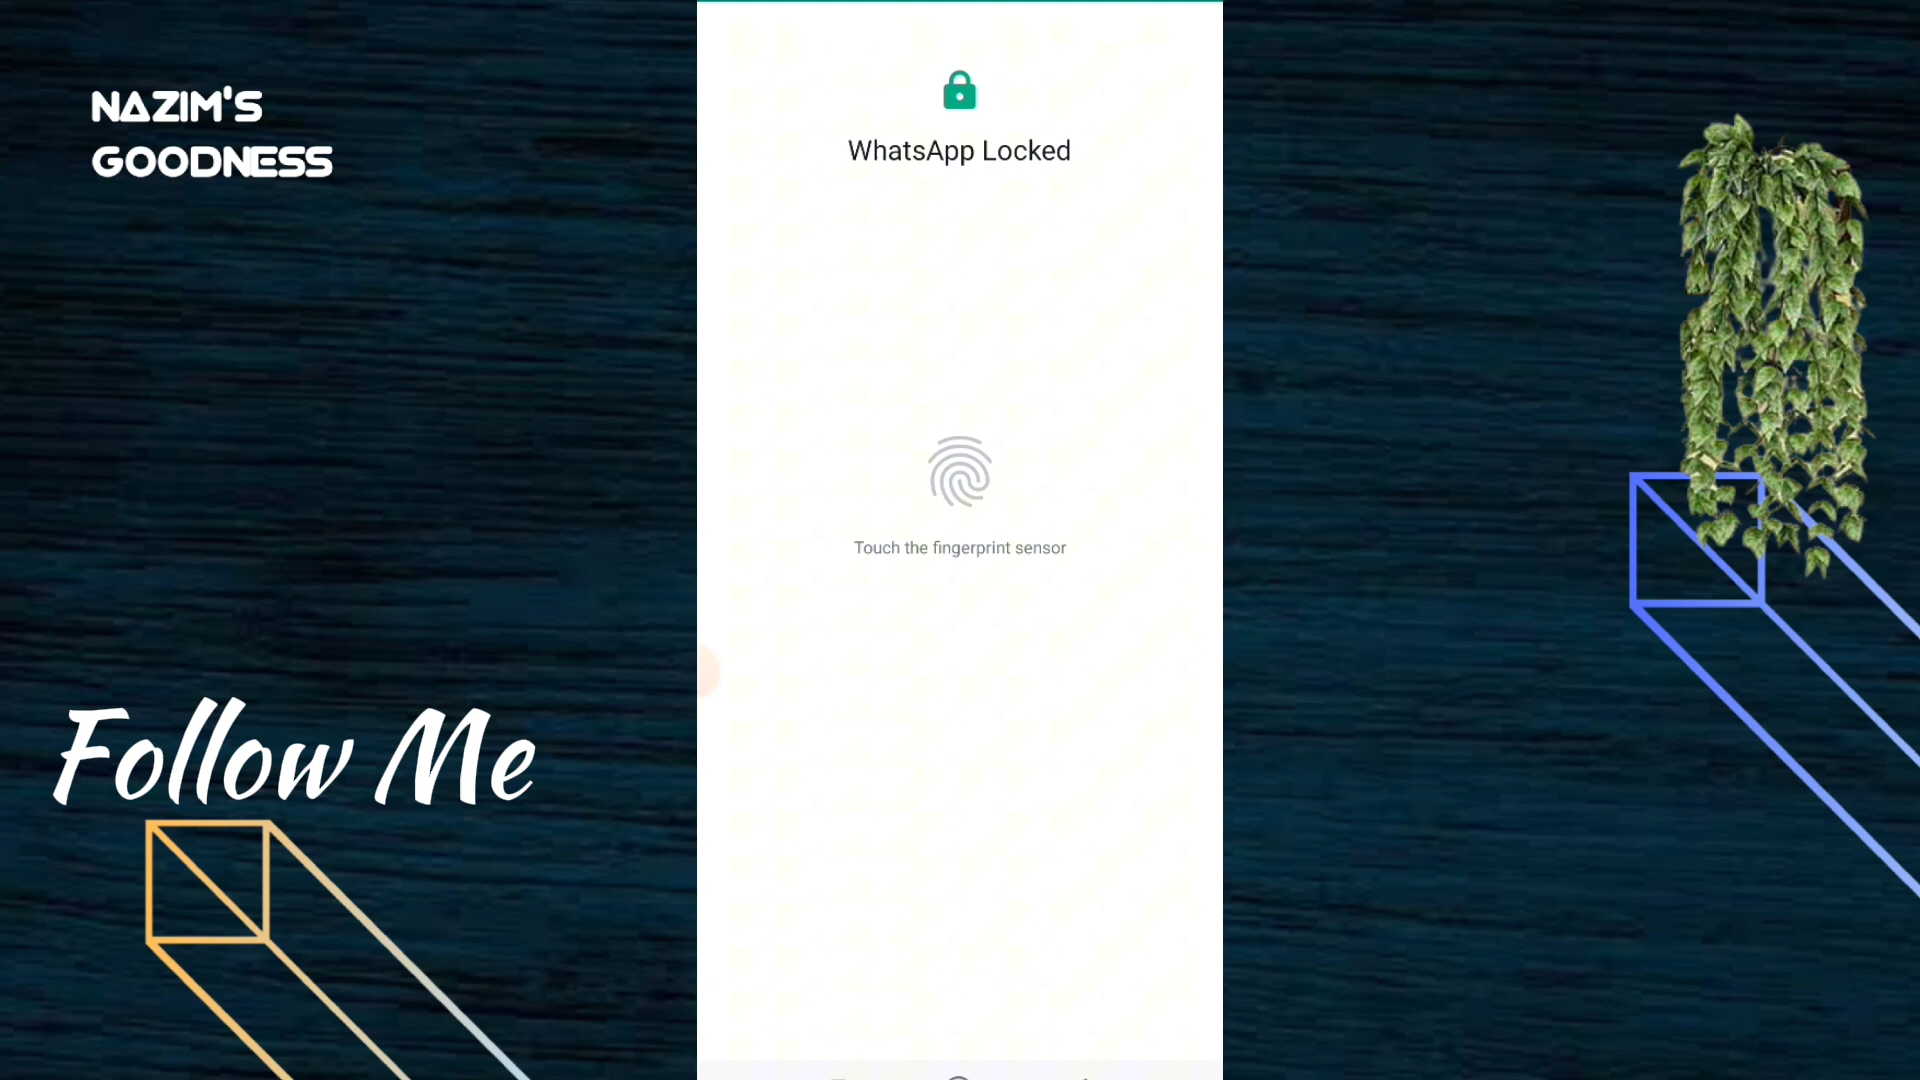 NAZIM'S
GOODNESS
WhatsApp Locked
Touch the fingerprint sensor
Follow Me